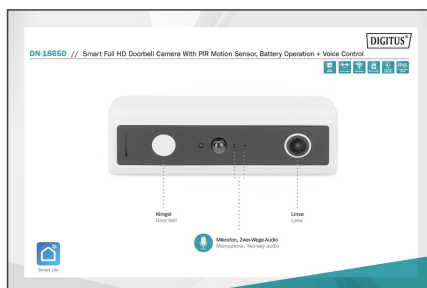 DIGITUS®
DN-18650 // Smart Full HD Doorbell Camera With PIR Motion Sensor, Battery Operation + Voice Control
Klingel
Door bell
Linse
Lens
Mikrofon, Zwei-Wege-Audio
Microphone, Two-way audio
Smart Life